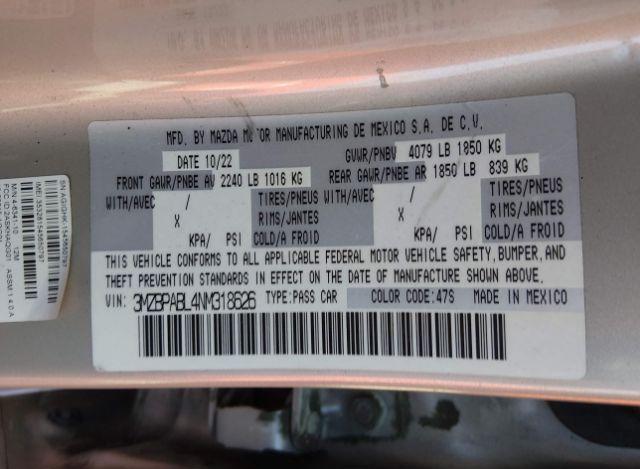 MFD. BY MAZDA MOTOR MANUFACTURING DE MEXICO S.A. DE C.V.
DATE 10/22 GVWR/PNBV 4079 LB 1850 KG
FRONT GAWR/PNBE AV 2240 LB 1016 KG REAR GAWR/PNBE AR 1850 LB 839 KG
WITH/AVEC / TIRES/PNEUS WITH/AVEC / TIRES/PNEUS
X RIMS/JANTES X RIMS/JANTES
KPA/ PSI COLD/A FROID KPA/ PSI COLD/A FROID
THIS VEHICLE CONFORMS TO ALL APPLICABLE FEDERAL MOTOR VEHICLE SAFETY, BUMPER, AND
THEFT PREVENTION STANDARDS IN EFFECT ON THE DATE OF MANUFACTURE SHOWN ABOVE.
VIN: 3MZBPABL4NM318626 TYPE:PASS CAR COLOR CODE:47S MADE IN MEXICO